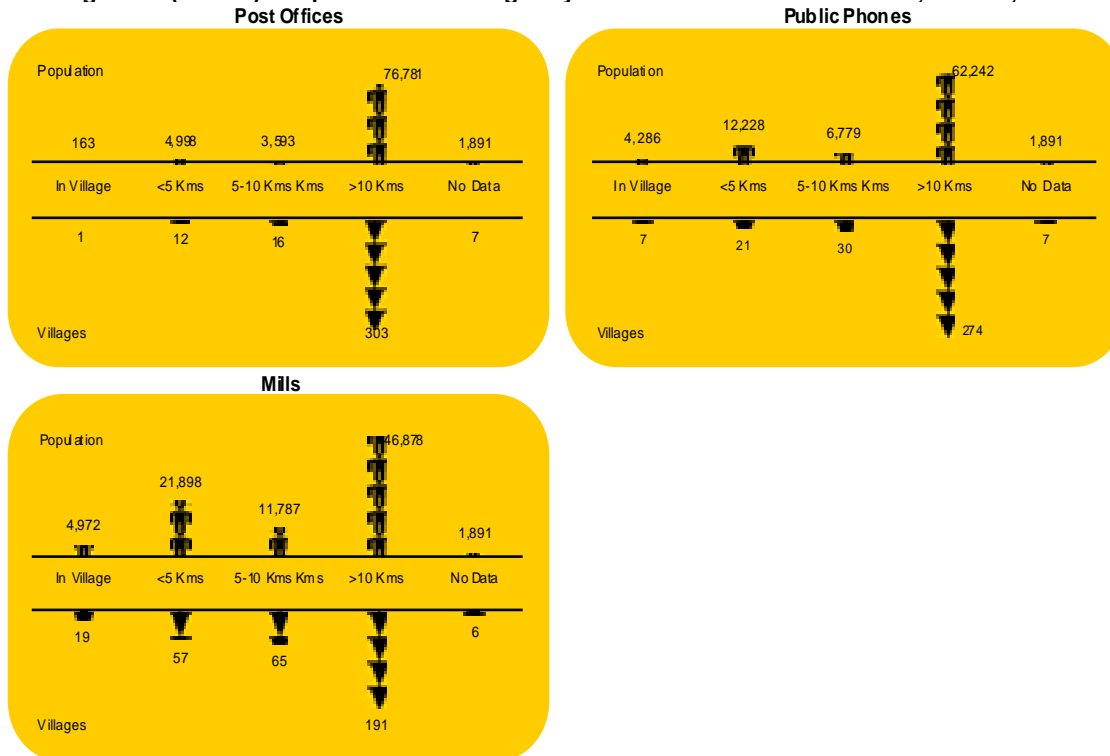 Post Offices
Population
76,781
163 4,998 3,593 1,891
In Village <5 Kms 5-10 Kms Kms >10 Kms No Data
1 12 16 7
303
Villages
Public Phones
Population
62,242
4,286 12,228 6,779 1,891
In Village <5 Kms 5-10 Kms Kms >10 Kms No Data
7 21 30 7
274
Villages
Mills
Population
46,878
21,898
11,787
4,972 1,891
In Village <5 Kms 5-10 Kms Kms >10 Kms No Data
19 57 65 6
191
Villages